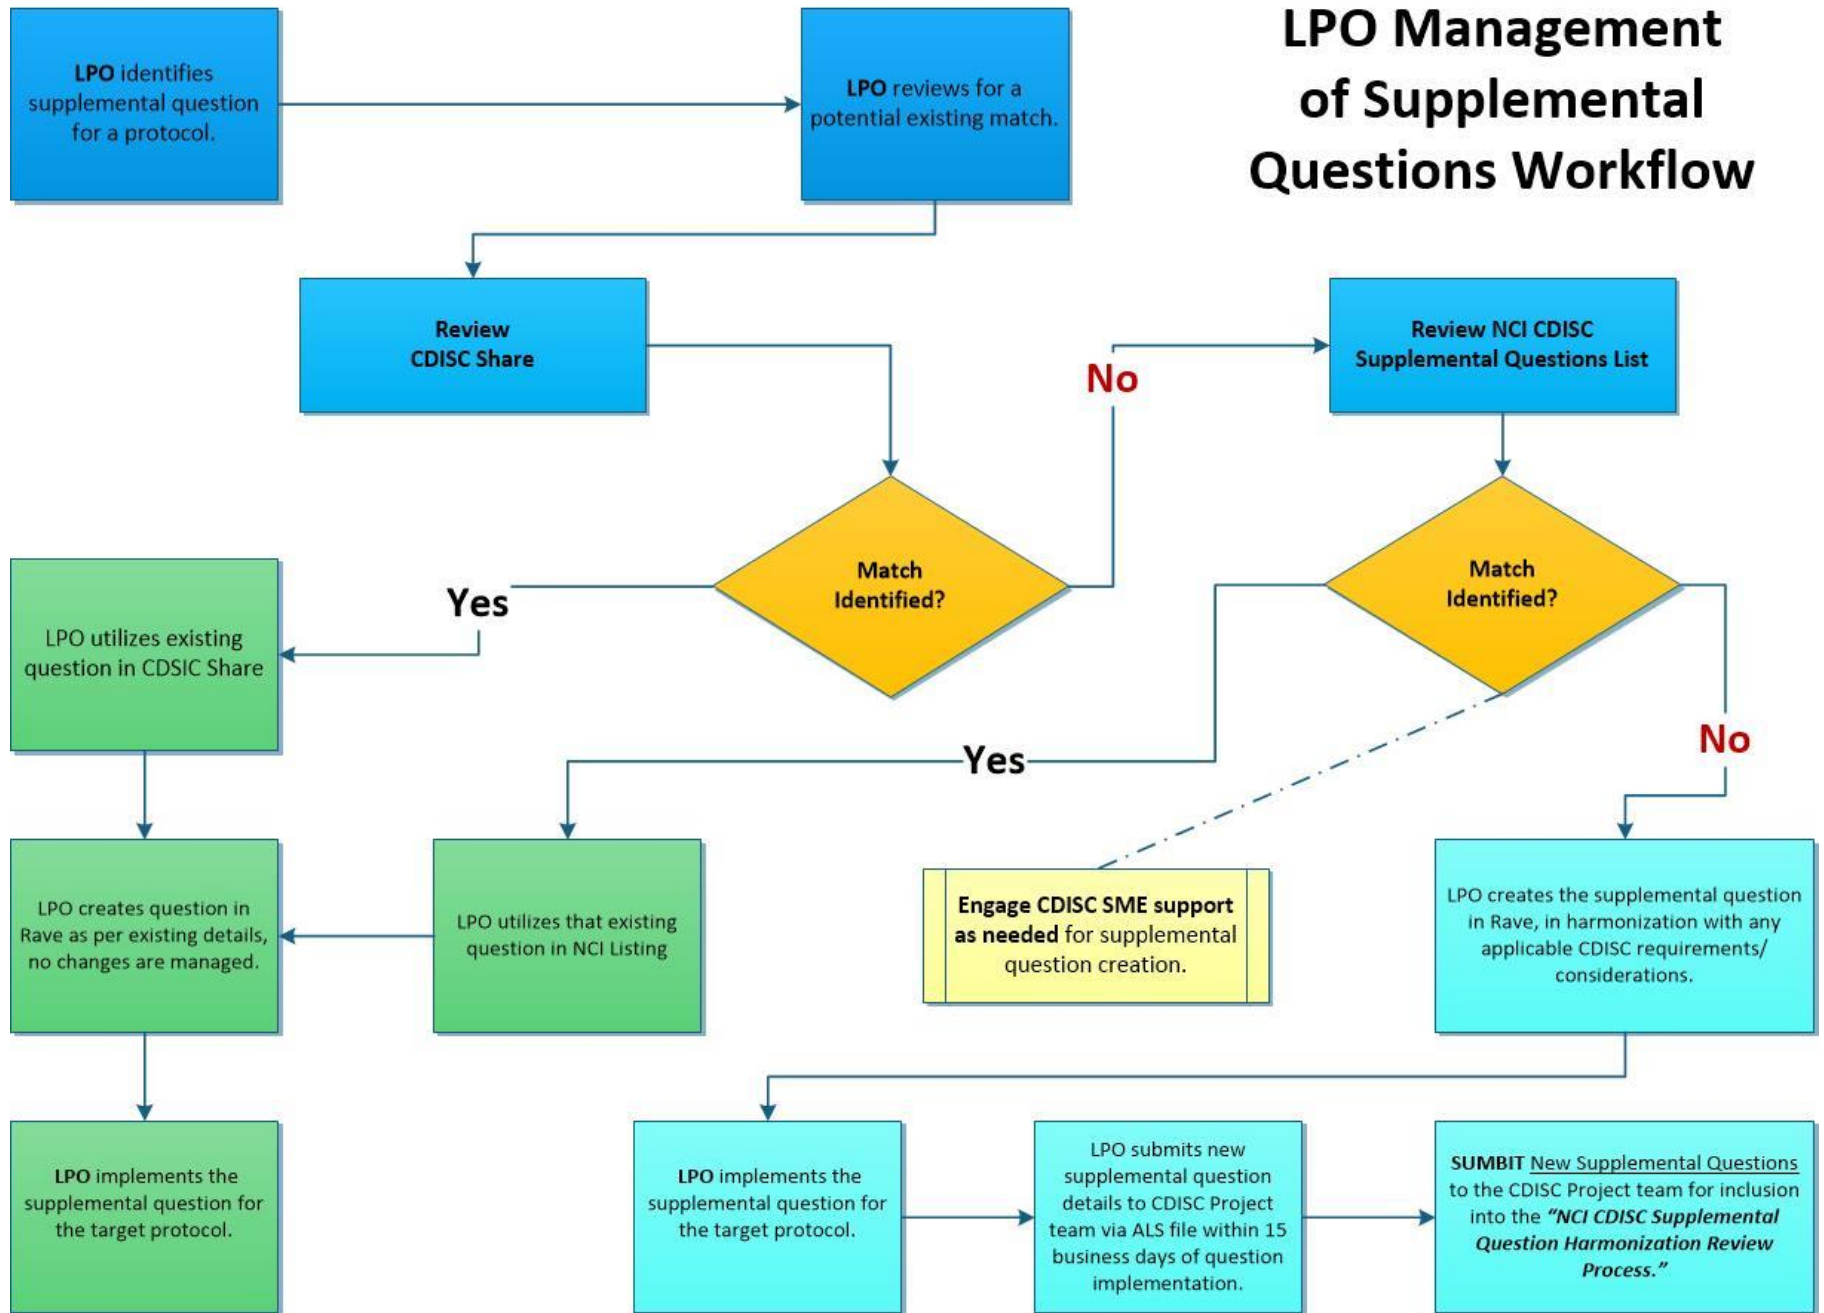 LPO Management
of Supplemental
Questions Workflow
LPO identifies
supplemental question
for a protocol.
LPO reviews for a
potential existing match.
Review
CDISC Share
No
Review NCI CDISC
Supplemental Questions List
Match
Identified?
Match
Identified?
Yes
LPO utilizes existing
question in CDSIC Share
Yes
No
LPO creates question in
Rave as per existing details,
no changes are managed.
LPO utilizes that existing
question in NCI Listing
Engage CDISC SME support
as needed for supplemental
question creation.
LPO creates the supplemental question
in Rave, in harmonization with any
applicable CDISC requirements/
considerations.
LPO implements the
supplemental question for
the target protocol.
LPO implements the
supplemental question for
the target protocol.
LPO submits new
supplemental question
details to CDISC Project
team via ALS file within 15
business days of question
implementation.
SUMBIT New Supplemental Questions
to the CDISC Project team for inclusion
into the “NCI CDISC Supplemental
Question Harmonization Review
Process.”